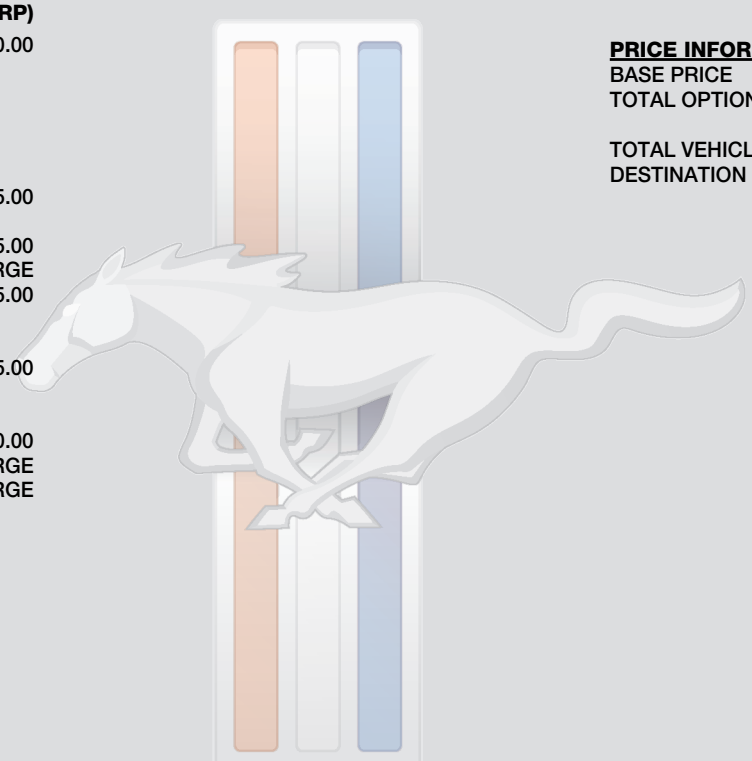 RP)
0.00
5.00
5.00
RGE
5.00
5.00
0.00
RGE
RGE
PRICE INFOR
BASE PRICE
TOTAL OPTION
TOTAL VEHICL
DESTINATION